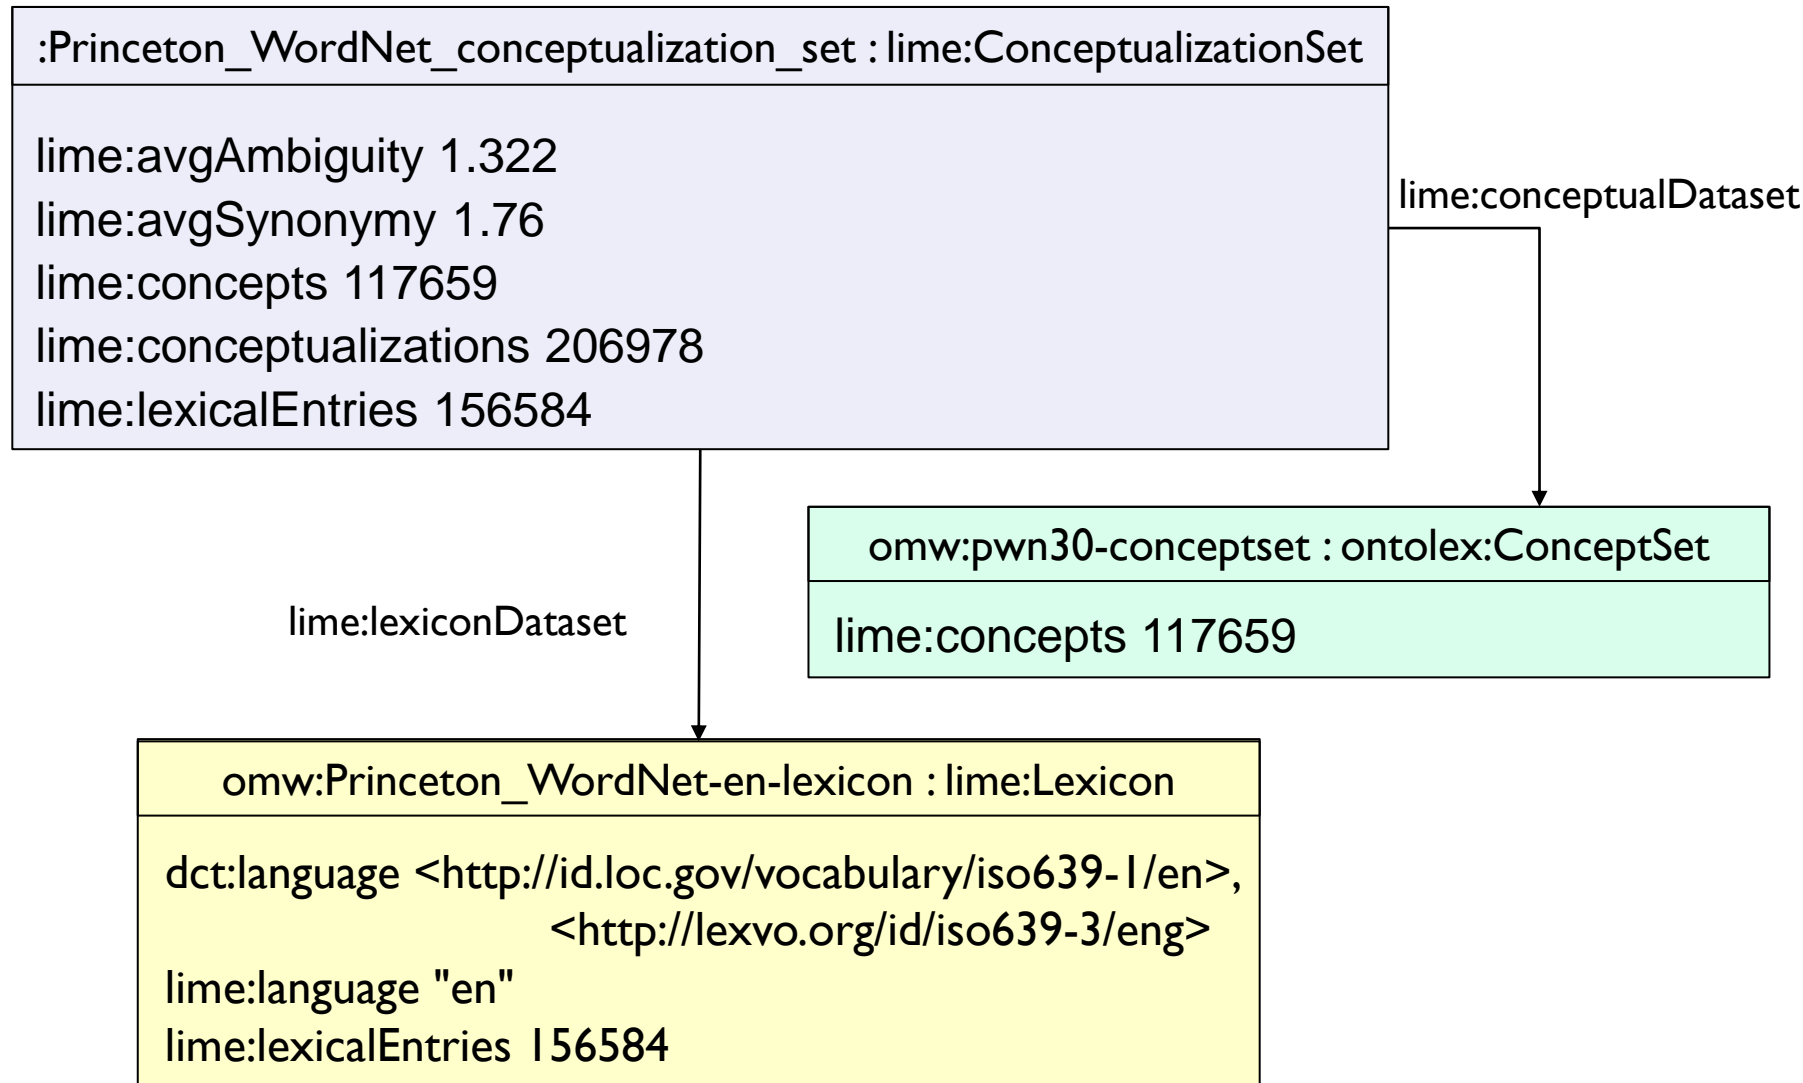 :Princeton_WordNet_conceptualization_set : lime:ConceptualizationSet
lime:avgAmbiguity 1.322
lime:avgSynonymy 1.76
lime:concepts 117659
lime:conceptualizations 206978
lime:lexicalEntries 156584
lime:conceptualDataset
omw:pwn30-conceptset : ontolex:ConceptSet
lime:concepts 117659
lime:lexiconDataset
omw:Princeton_WordNet-en-lexicon : lime:Lexicon
dct:language <http://id.loc.gov/vocabulary/iso639-1/en>,
<http://lexvo.org/id/iso639-3/eng>
lime:language "en"
lime:lexicalEntries 156584